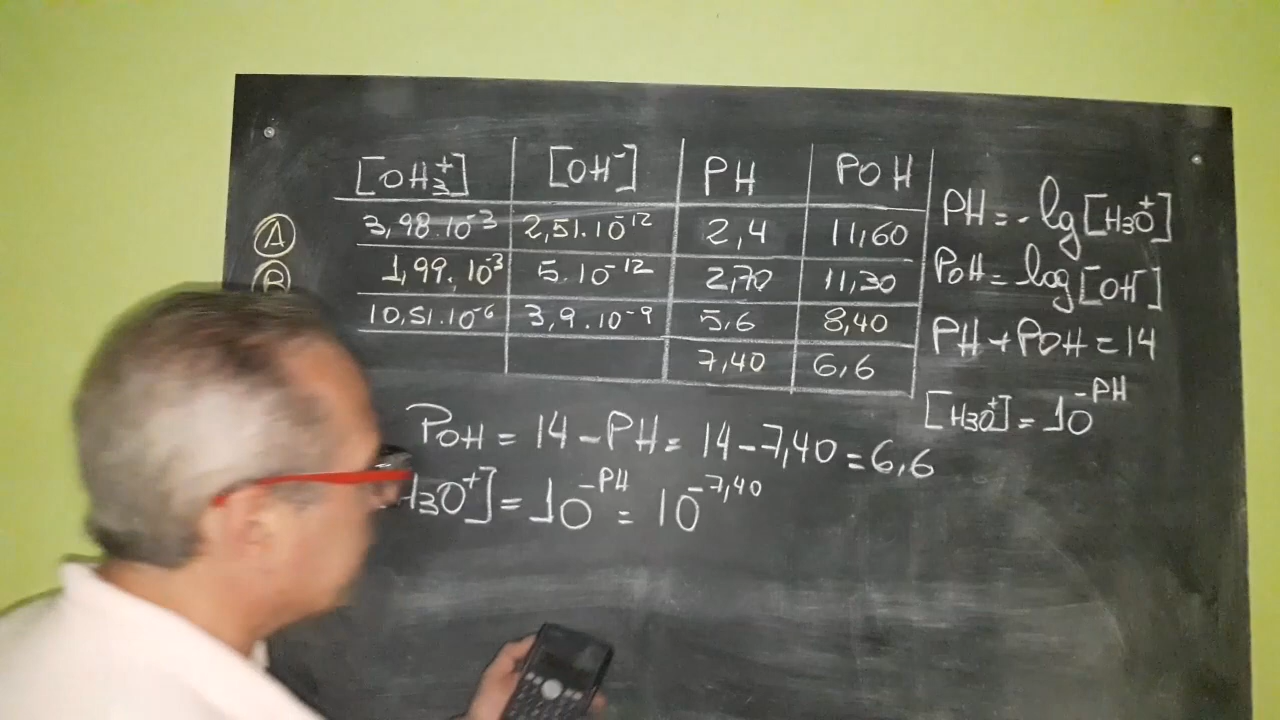 [OH₃⁺] [OH⁻] PH POH
A 3,98.10⁻³ 2,51.10⁻¹² 2,4 11,60
B 1,99.10⁻³ 5.10⁻¹² 2,70 11,30
10,51.10⁻⁶ 3,9.10⁻⁹ 5,6 8,40
7,40 6,6
PH=-lg[H3O⁺]
POH=-log[OH⁻]
PH+POH=14
[H3O⁺]=10⁻ᴾᴴ
POH = 14-PH = 14-7,40 = 6,6
H3O⁺] = 10⁻ᴾᴴ = 10⁻⁷,⁴⁰